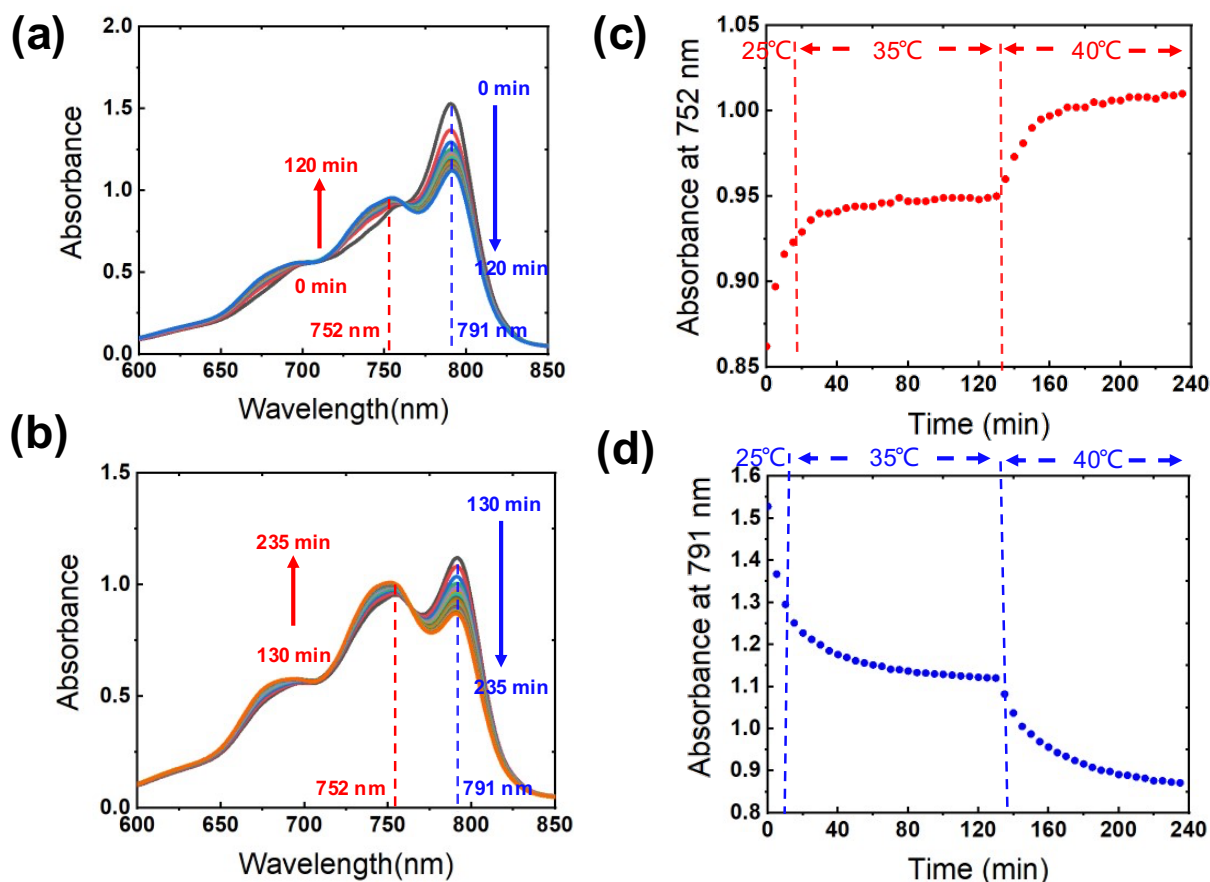 (a)
2.0
1.5
1.0
0.5
0.0
Absorbance
0 min
120 min
120 min
0 min
752 nm
791 nm
600
650
700
750
800
850
Wavelength(nm)
(b)
1.5
1.0
0.5
0.0
Absorbance
130 min
235 min
130 min
235 min
752 nm
791 nm
600
650
700
750
800
850
Wavelength(nm)
(c)
25℃
35℃
40℃
1.05
1.00
0.95
0.90
0.85
Absorbance at 752 nm
0
40
80
120
160
200
240
Time (min)
(d)
25℃
35℃
40℃
1.6
1.5
1.4
1.3
1.2
1.1
1.0
0.9
0.8
Absorbance at 791 nm
0
40
80
120
160
200
240
Time (min)